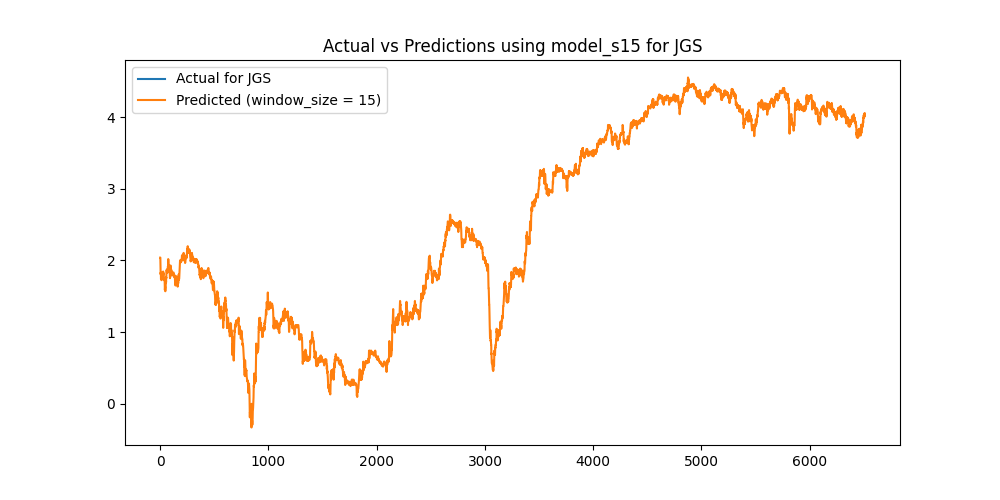 Actual vs Predictions using model_s15 for JGS
Actual for JGS
Predicted (window_size = 15)
4
3
2
1
0
0 1000 2000 3000 4000 5000 6000